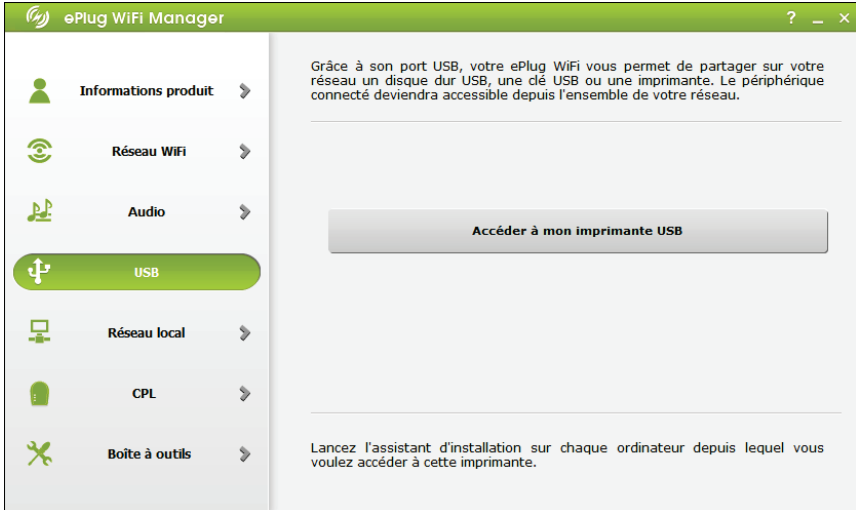 ePlug WiFi Manager
? _ ×
Informations produit
Réseau WiFi
Audio
USB
Réseau local
CPL
Boîte à outils
Grâce à son port USB, votre ePlug WiFi vous permet de partager sur votre
réseau un disque dur USB, une clé USB ou une imprimante. Le périphérique
connecté deviendra accessible depuis l'ensemble de votre réseau.
Accéder à mon imprimante USB
Lancez l'assistant d'installation sur chaque ordinateur depuis lequel vous
voulez accéder à cette imprimante.